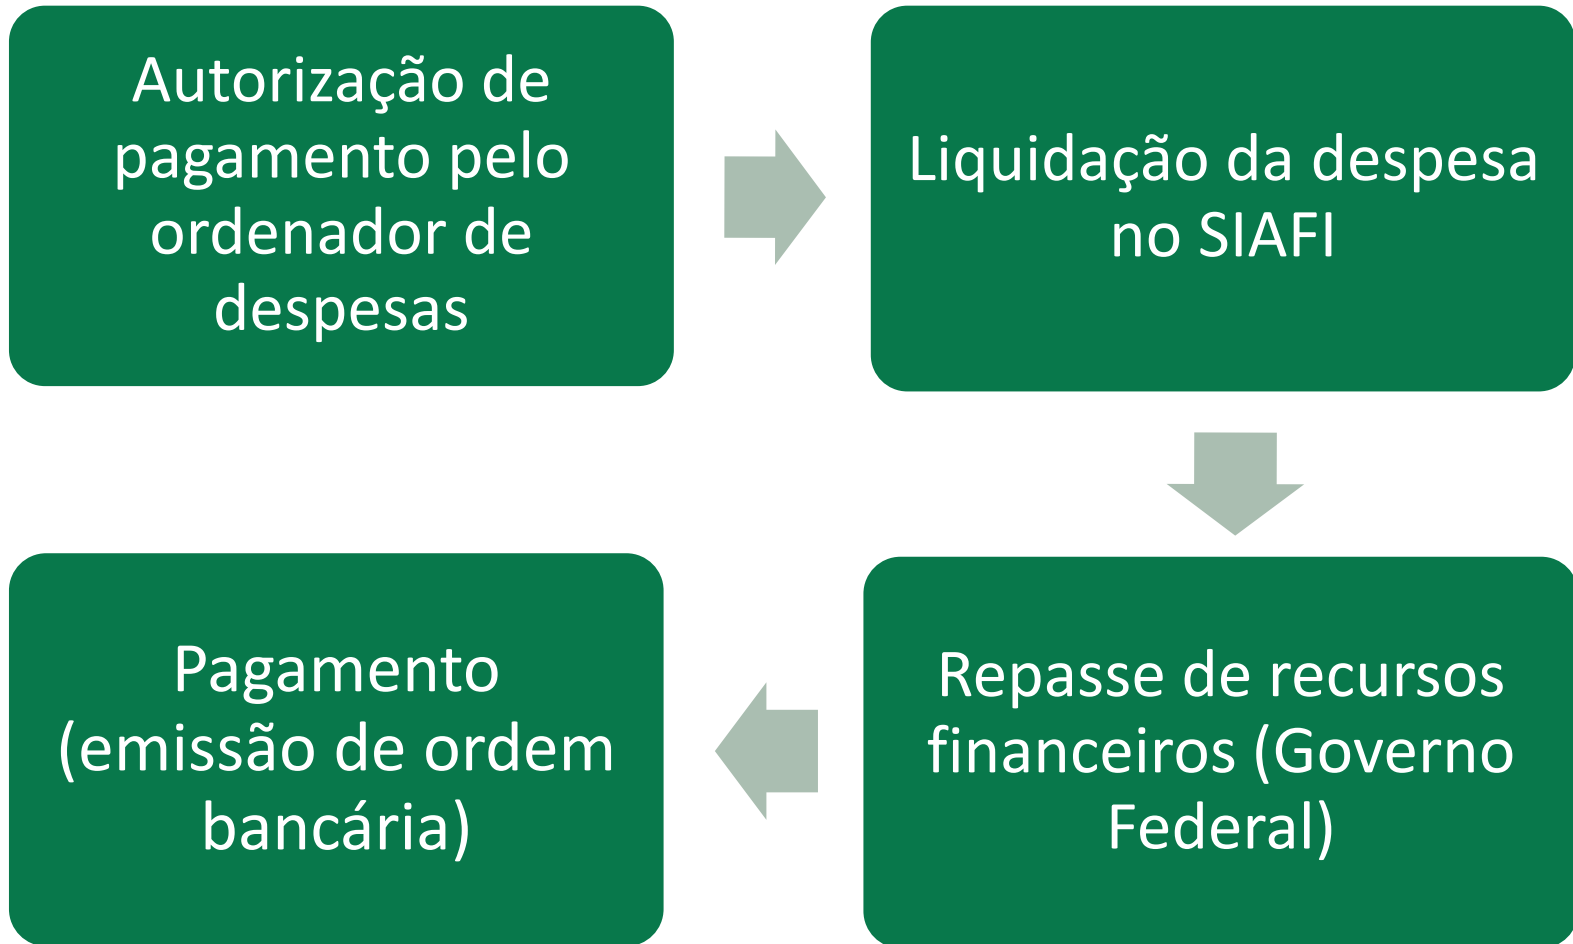 Autorização de
pagamento pelo
ordenador de
despesas
Liquidação da despesa
no SIAFI
Repasse de recursos
financeiros (Governo
Federal)
Pagamento
(emissão de ordem
bancária)